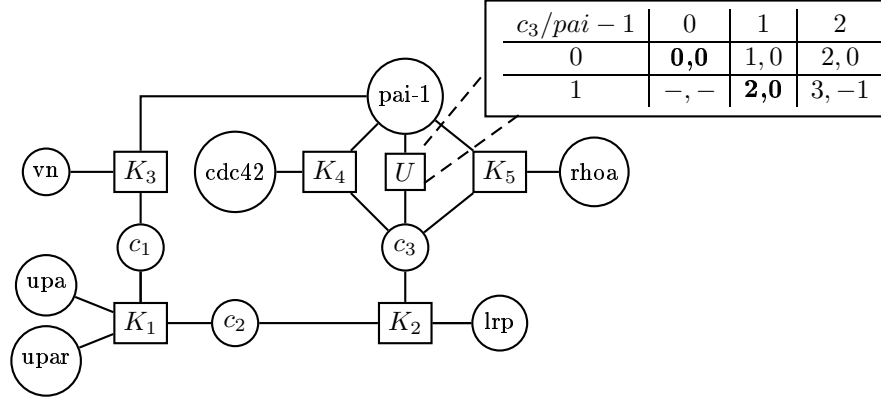 c₃/pai − 1 0 1 2
0 0,0 1, 0 2, 0
1 −, − 2,0 3, −1
pai-1
vn K₃ cdc42 K₄ U K₅ rhoa
c₁ c₃
upa
K₁ c₂ K₂ lrp
upar